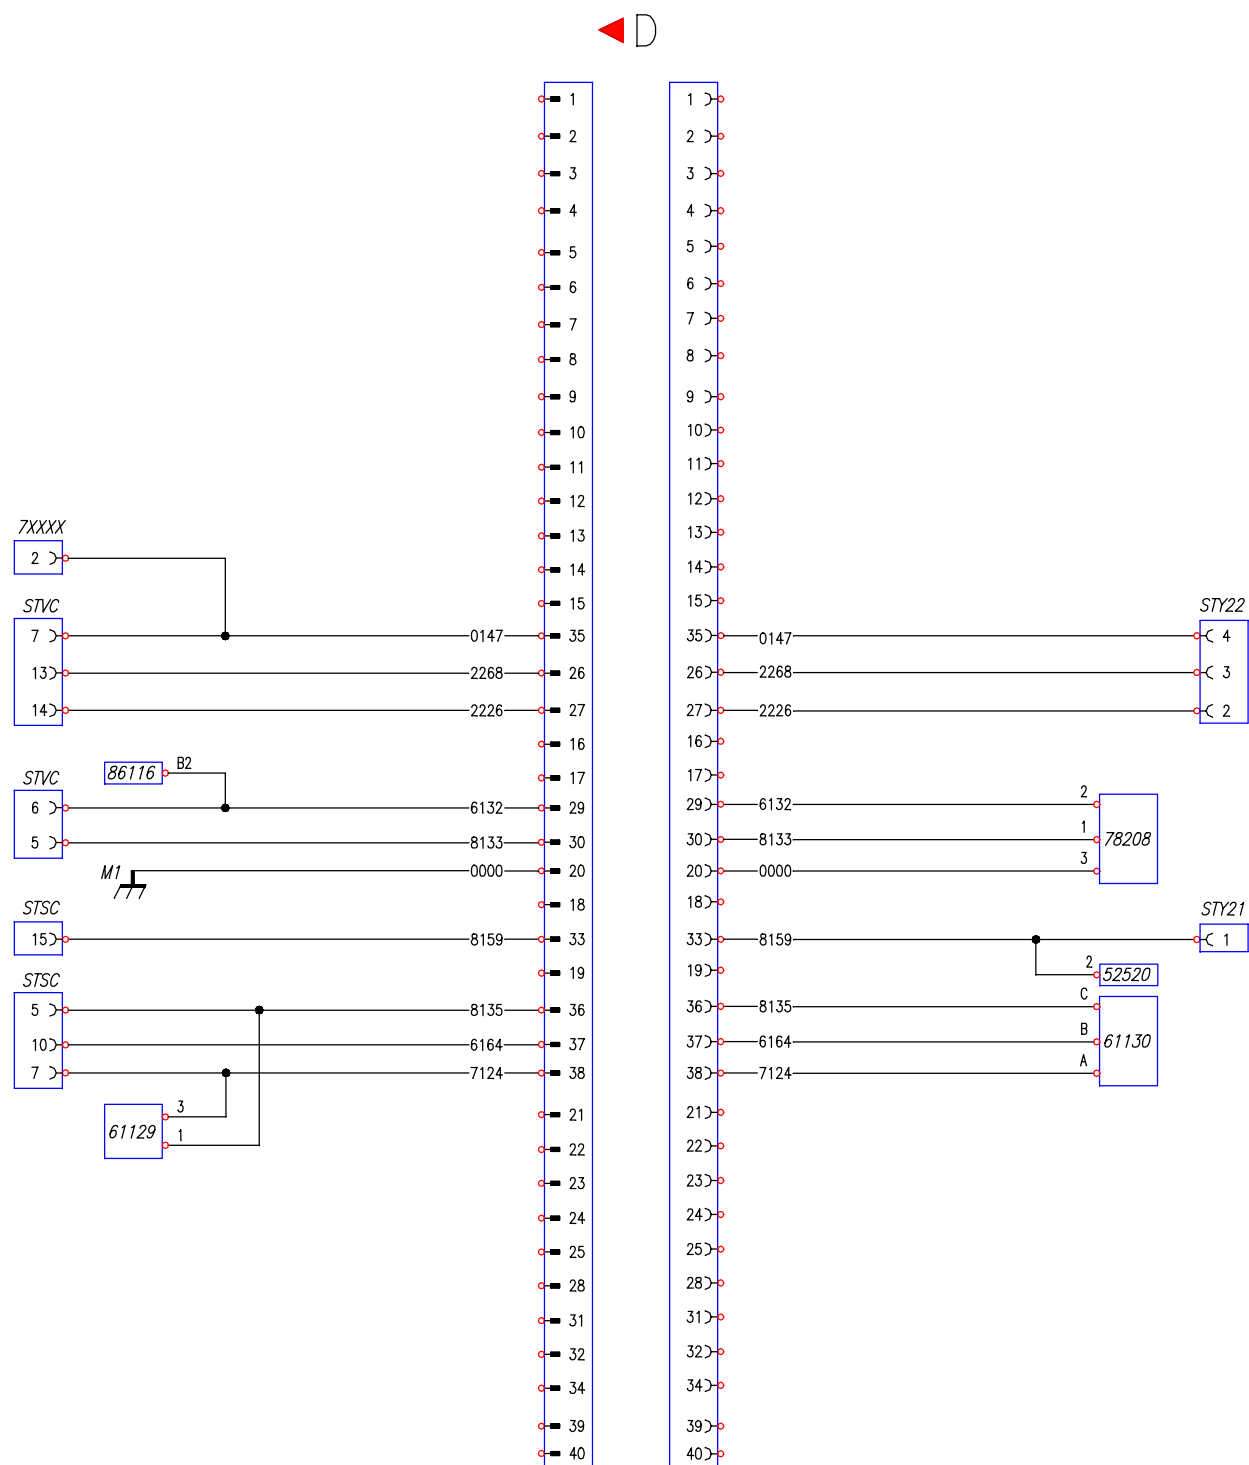 D
1 1
2 2
3 3
4 4
5 5
6 6
7 7
8 8
9 9
10 10
11 11
12 12
7XXXX
13 13
2
14 14
15 15
STVC STY22
7 0147 35 35 0147 4
13 2268 26 26 2268 3
14 2226 27 27 2226 2
16 16
86116 B2
STVC 17 17
6 6132 29 29 6132 2
5 8133 30 30 8133 1 78208
M1 0000 20 20 0000 3
STSC 18 18 STY21
15 8159 33 33 8159 1
19 19 2 52520
STSC
5 8135 36 36 8135 C
10 6164 37 37 6164 B 61130
7 7124 38 38 7124 A
3 21 21
61129
1 22 22
23 23
24 24
25 25
28 28
31 31
32 32
34 34
39 39
40 40